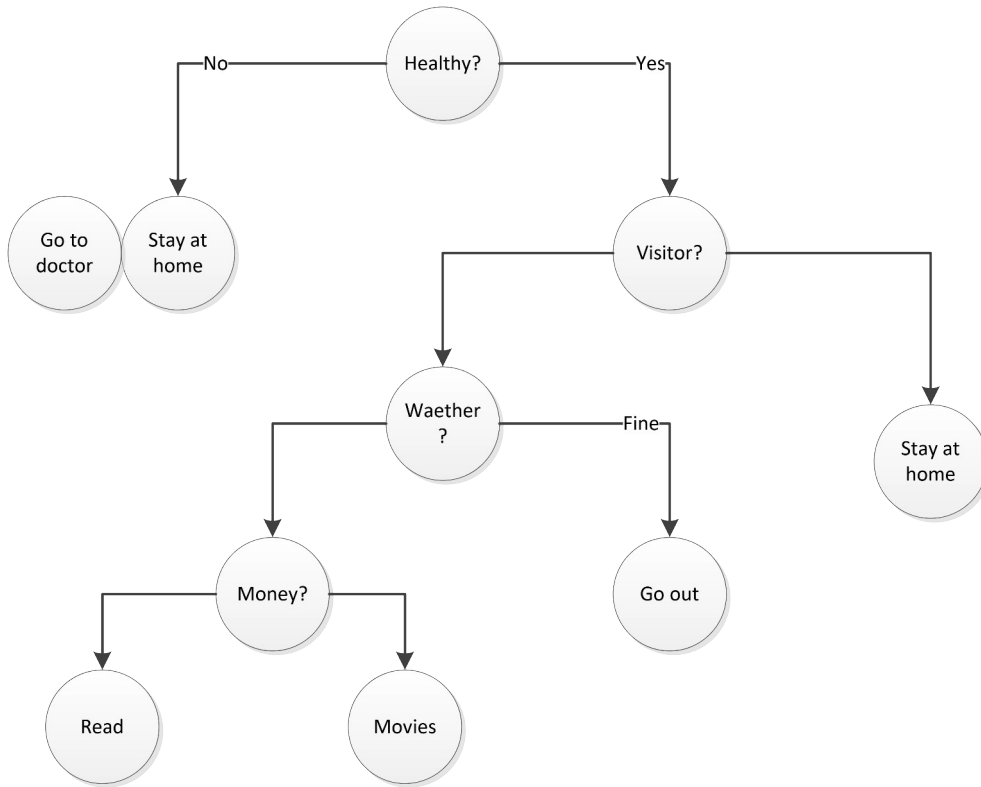 No
Healthy?
Yes
Go to
doctor
Stay at
home
Visitor?
Waether
?
Fine
Stay at
home
Money?
Go out
Read
Movies